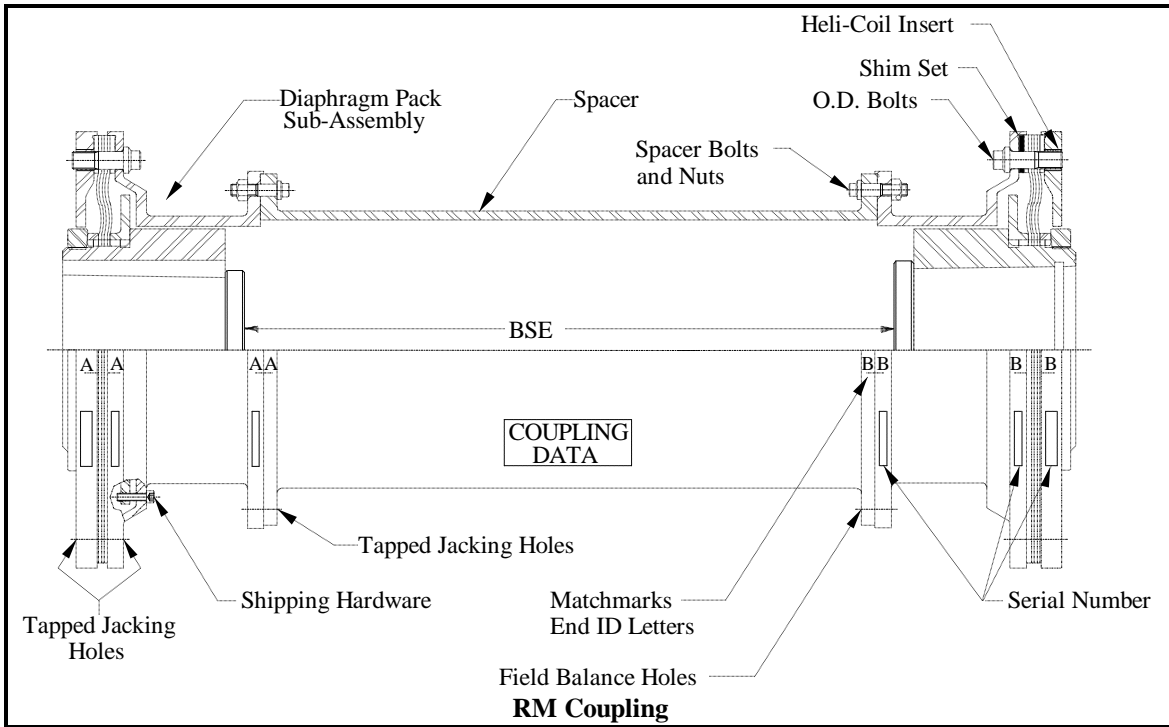 Heli-Coil Insert
Shim Set
O.D. Bolts
Diaphragm Pack
Sub-Assembly
Spacer
Spacer Bolts
and Nuts
BSE
A A A A B B B B
COUPLING
DATA
Tapped Jacking Holes
Shipping Hardware
Matchmarks
End ID Letters
Serial Number
Tapped Jacking
Holes
Field Balance Holes
RM Coupling